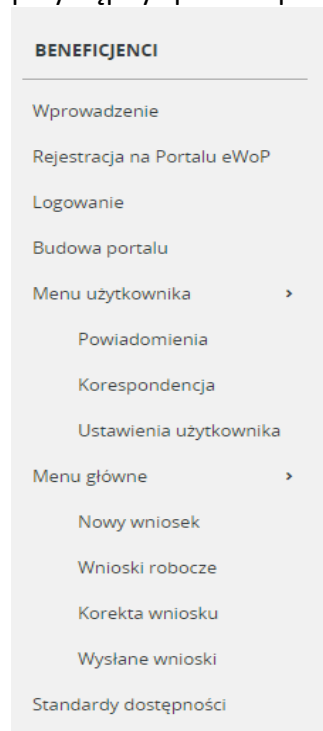 BENEFICJENCI
Wprowadzenie
Rejestracja na Portalu eWoP
Logowanie
Budowa portalu
Menu użytkownika >
Powiadomienia
Korespondencja
Ustawienia użytkownika
Menu główne >
Nowy wniosek
Wnioski robocze
Korekta wniosku
Wysłane wnioski
Standardy dostępności